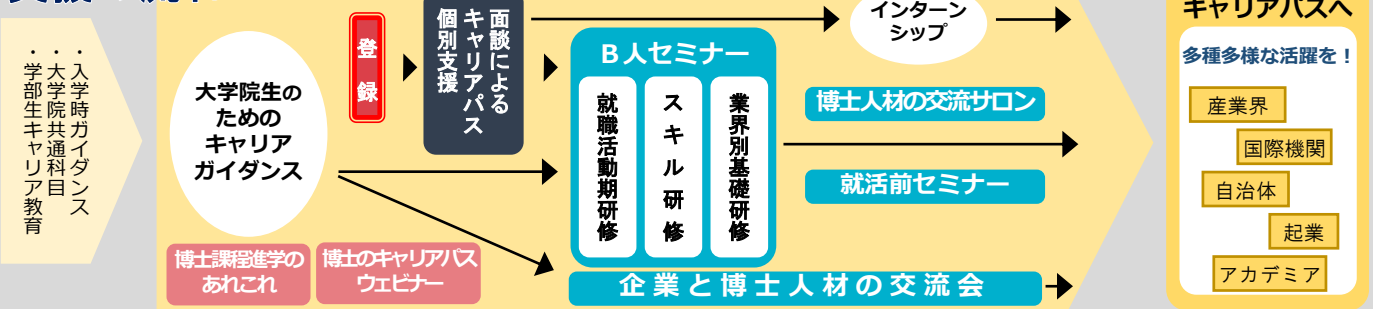 ・入学時ガイダンス
・大学院共通科目
・学部生キャリア教育
大学院生の
ための
キャリア
ガイダンス
博士課程進学の
あれこれ
博士のキャリアパス
ウェビナー
登録
面談による
キャリアパス
個別支援
インターン
シップ
B人セミナー
就職活動期研修
スキル研修
業界別基礎研修
博士人材の交流サロン
就活前セミナー
企業と博士人材の交流会
キャリアパスへ
多種多様な活躍を！
産業界
国際機関
自治体
起業
アカデミア